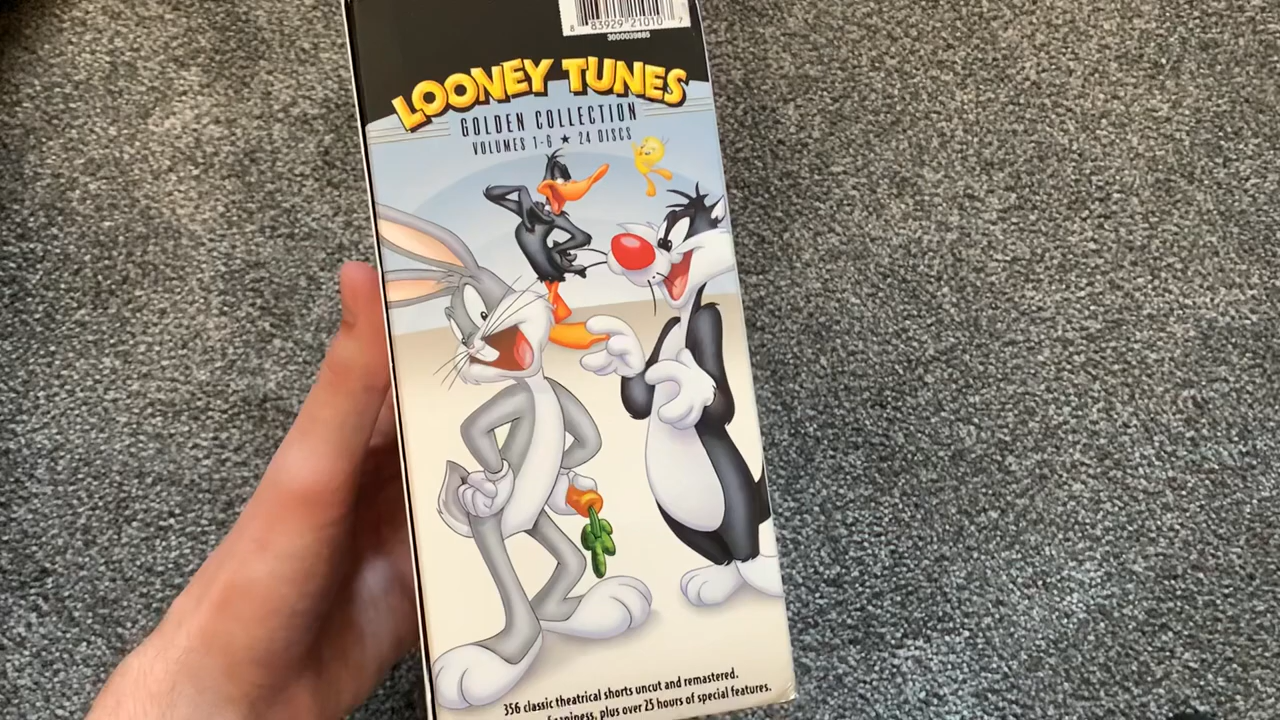 8 83929 21010 7
3000039885
LOONEY TUNES
GOLDEN COLLECTION
VOLUMES 1-6 ★ 24 DISCS
356 classic theatrical shorts uncut and remastered.
plus over 25 hours of special features.